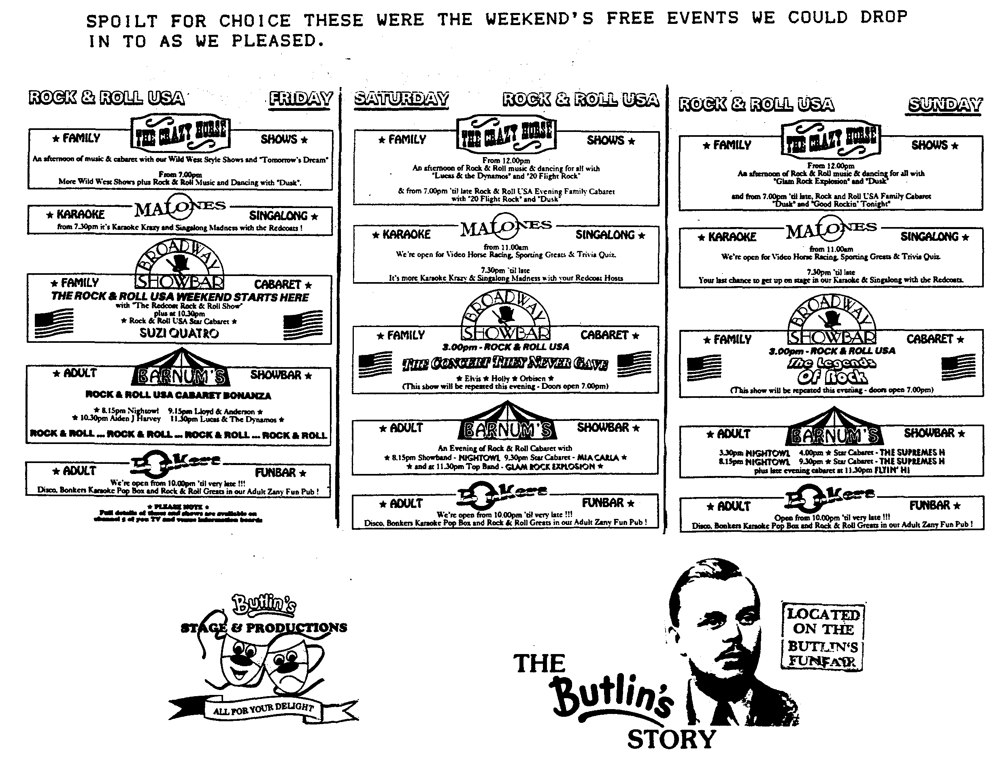 SPOILT FOR CHOICE THESE WERE THE WEEKEND'S FREE EVENTS WE COULD DROP
IN TO AS WE PLEASED.
ROCK & ROLL USA FRIDAY
★ FAMILY THE CRAZY HORSE SHOWS ★
An afternoon of music & cabaret with our Wild West Style Shows and "Tomorrow's Dream"
From 7.00pm
More Wild West Shows plus Rock & Roll Music and Dancing with "Dusk".
★ KARAOKE MALONES SINGALONG ★
from 7.30pm it's Karaoke Krazy and Singalong Madness with the Redcoats !
BROADWAY
★ FAMILY SHOWBAR CABARET ★
THE ROCK & ROLL USA WEEKEND STARTS HERE
with "The Redcoat Rock & Roll Show"
plus at 10.30pm
★ Rock & Roll USA Star Cabaret ★
SUZI QUATRO
★ ADULT BARNUM'S SHOWBAR ★
ROCK & ROLL USA CABARET BONANZA
★ 8.15pm Nightowl 9.15pm Lloyd & Anderson ★
★ 10.30pm Aiden J Harvey 11.30pm Lucas & The Dynamos ★
ROCK & ROLL ... ROCK & ROLL ... ROCK & ROLL ... ROCK & ROLL
★ ADULT BOnkers FUNBAR ★
We're open from 10.00pm 'til very late !!!
Disco, Bonkers Karaoke Pop Box and Rock & Roll Greats in our Adult Zany Fun Pub !
★ PLEASE NOTE ★
Full details of times and shows are available on
channel 5 of you TV and venue information boards
SATURDAY ROCK & ROLL USA
★ FAMILY THE CRAZY HORSE SHOWS ★
From 12.00pm
An afternoon of Rock & Roll music & dancing for all with
"Lucas & the Dynamos" and "20 Flight Rock"
& from 7.00pm 'til late Rock & Roll USA Evening Family Cabaret
with "20 Flight Rock" and "Dusk"
★ KARAOKE MALONES SINGALONG ★
from 11.00am
We're open for Video Horse Racing, Sporting Greats & Trivia Quiz.
7.30pm 'til late
It's more Karaoke Krazy & Singalong Madness with your Redcoat Hosts
BROADWAY
★ FAMILY SHOWBAR CABARET ★
3.00pm - ROCK & ROLL USA
THE CONCERT THEY NEVER GAVE
★ Elvis ★ Holly ★ Orbison ★
(This show will be repeated this evening - Doors open 7.00pm)
★ ADULT BARNUM'S SHOWBAR ★
An Evening of Rock & Roll Cabaret with
★ 8.15pm Showband - NIGHTOWL 9.30pm Star Cabaret - MIA CARLA ★
★ and at 11.30pm Top Band - GLAM ROCK EXPLOSION ★
★ ADULT BOnkers FUNBAR ★
We're open from 10.00pm 'til very late !!!
Disco, Bonkers Karaoke Pop Box and Rock & Roll Greats in our Adult Zany Fun Pub !
ROCK & ROLL USA SUNDAY
★ FAMILY THE CRAZY HORSE SHOWS ★
From 12.00pm
An afternoon of Rock & Roll music & dancing for all with
"Glam Rock Explosion" and "Dusk"
and from 7.00pm 'til late, Rock and Roll USA Family Cabaret
"Dusk" and "Good Rockin' Tonight"
★ KARAOKE MALONES SINGALONG ★
from 11.00am
We're open for Video Horse Racing, Sporting Greats & Trivia Quiz.
7.30pm 'til late
Your last chance to get up on stage in our Karaoke & Singalong with the Redcoats.
BROADWAY
★ FAMILY SHOWBAR CABARET ★
3.00pm - ROCK & ROLL USA
The Legends
Of Rock
(This show will be repeated this evening - doors open 7.00pm)
★ ADULT BARNUM'S SHOWBAR ★
3.30pm NIGHTOWL 4.00pm ★ Star Cabaret - THE SUPREMES H
8.15pm NIGHTOWL 9.30pm ★ Star Cabaret - THE SUPREMES H
plus late evening cabaret at 11.30pm FLYIN' HI
★ ADULT BOnkers FUNBAR ★
Open from 10.00pm 'til very late !!!
Disco, Bonkers Karaoke Pop Box and Rock & Roll Greats in our Adult Zany Fun Pub !
Butlin's
STAGE & PRODUCTIONS
ALL FOR YOUR DELIGHT
THE
Butlin's
STORY
LOCATED
ON THE
BUTLIN'S
FUNFAIR